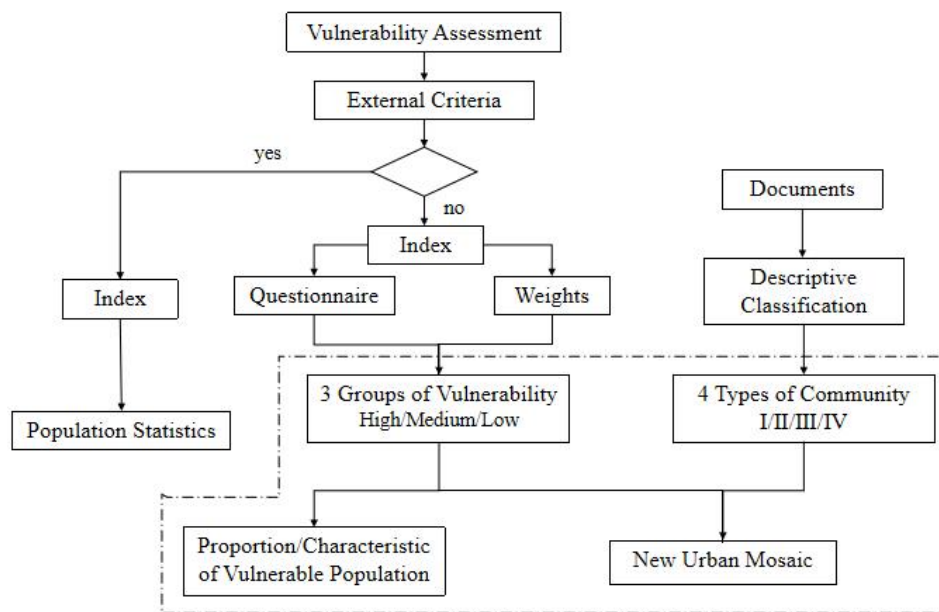 Vulnerability Assessment
External Criteria
yes
no
Documents
Index
Index
Questionnaire
Weights
Descriptive
Classification
3 Groups of Vulnerability
High/Medium/Low
4 Types of Community
I/II/III/IV
Population Statistics
Proportion/Characteristic
of Vulnerable Population
New Urban Mosaic